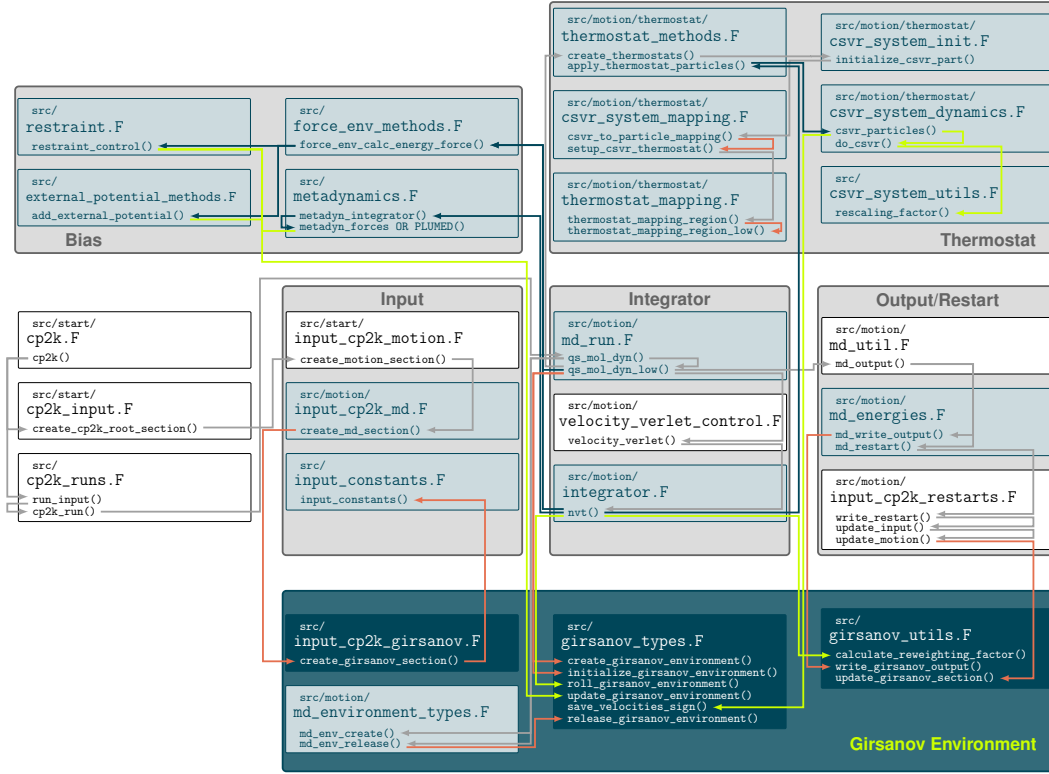 src/motion/thermostat/
thermostat_methods.F
create_thermostats()
apply_thermostat_particles()
src/motion/thermostat/
csvr_system_init.F
initialize_csvr_part()
src/motion/thermostat/
csvr_system_mapping.F
csvr_to_particle_mapping()
setup_csvr_thermostat()
src/motion/thermostat/
csvr_system_dynamics.F
csvr_particles()
do_csvr()
src/motion/thermostat/
thermostat_mapping.F
thermostat_mapping_region()
thermostat_mapping_region_low()
src/
csvr_system_utils.F
rescaling_factor()
Thermostat
src/
restraint.F
restraint_control()
src/
force_env_methods.F
force_env_calc_energy_force()
src/
external_potential_methods.F
add_external_potential()
src/
metadynamics.F
metadyn_integrator()
metadyn_forces OR PLUMED()
Bias
src/start/
cp2k.F
cp2k()
src/start/
cp2k_input.F
create_cp2k_root_section()
src/
cp2k_runs.F
run_input()
cp2k_run()
Input
src/start/
input_cp2k_motion.F
create_motion_section()
src/motion/
input_cp2k_md.F
create_md_section()
src/
input_constants.F
input_constants()
Integrator
src/motion/
md_run.F
qs_mol_dyn()
qs_mol_dyn_low()
src/motion/
velocity_verlet_control.F
velocity_verlet()
src/motion/
integrator.F
nvt()
Output/Restart
src/motion/
md_util.F
md_output()
src/motion/
md_energies.F
md_write_output()
md_restart()
src/motion/
input_cp2k_restarts.F
write_restart()
update_input()
update_motion()
src/
input_cp2k_girsanov.F
create_girsanov_section()
src/motion/
md_environment_types.F
md_env_create()
md_env_release()
src/
girsanov_types.F
create_girsanov_environment()
initialize_girsanov_environment()
roll_girsanov_environment()
update_girsanov_environment()
save_velocities_sign()
release_girsanov_environment()
src/
girsanov_utils.F
calculate_reweighting_factor()
write_girsanov_output()
update_girsanov_section()
Girsanov Environment